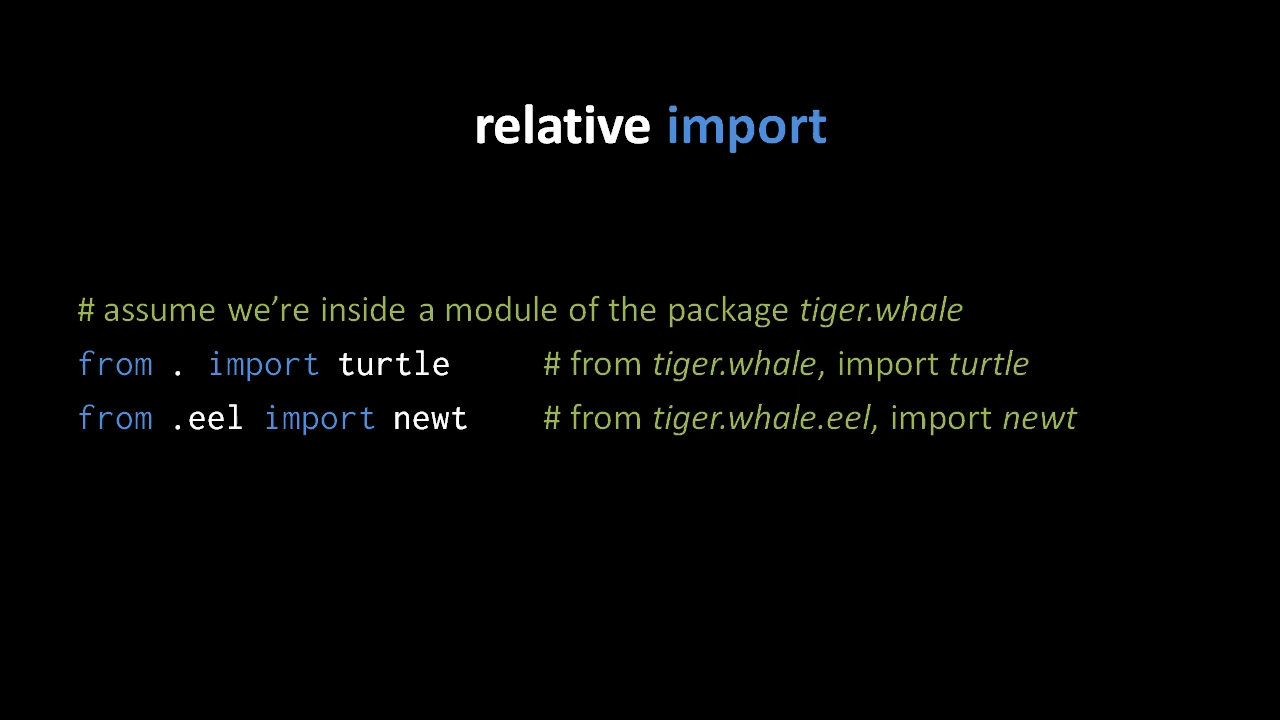 relative import
# assume we’re inside a module of the package tiger.whale
from . import turtle # from tiger.whale, import turtle
from .eel import newt # from tiger.whale.eel, import newt